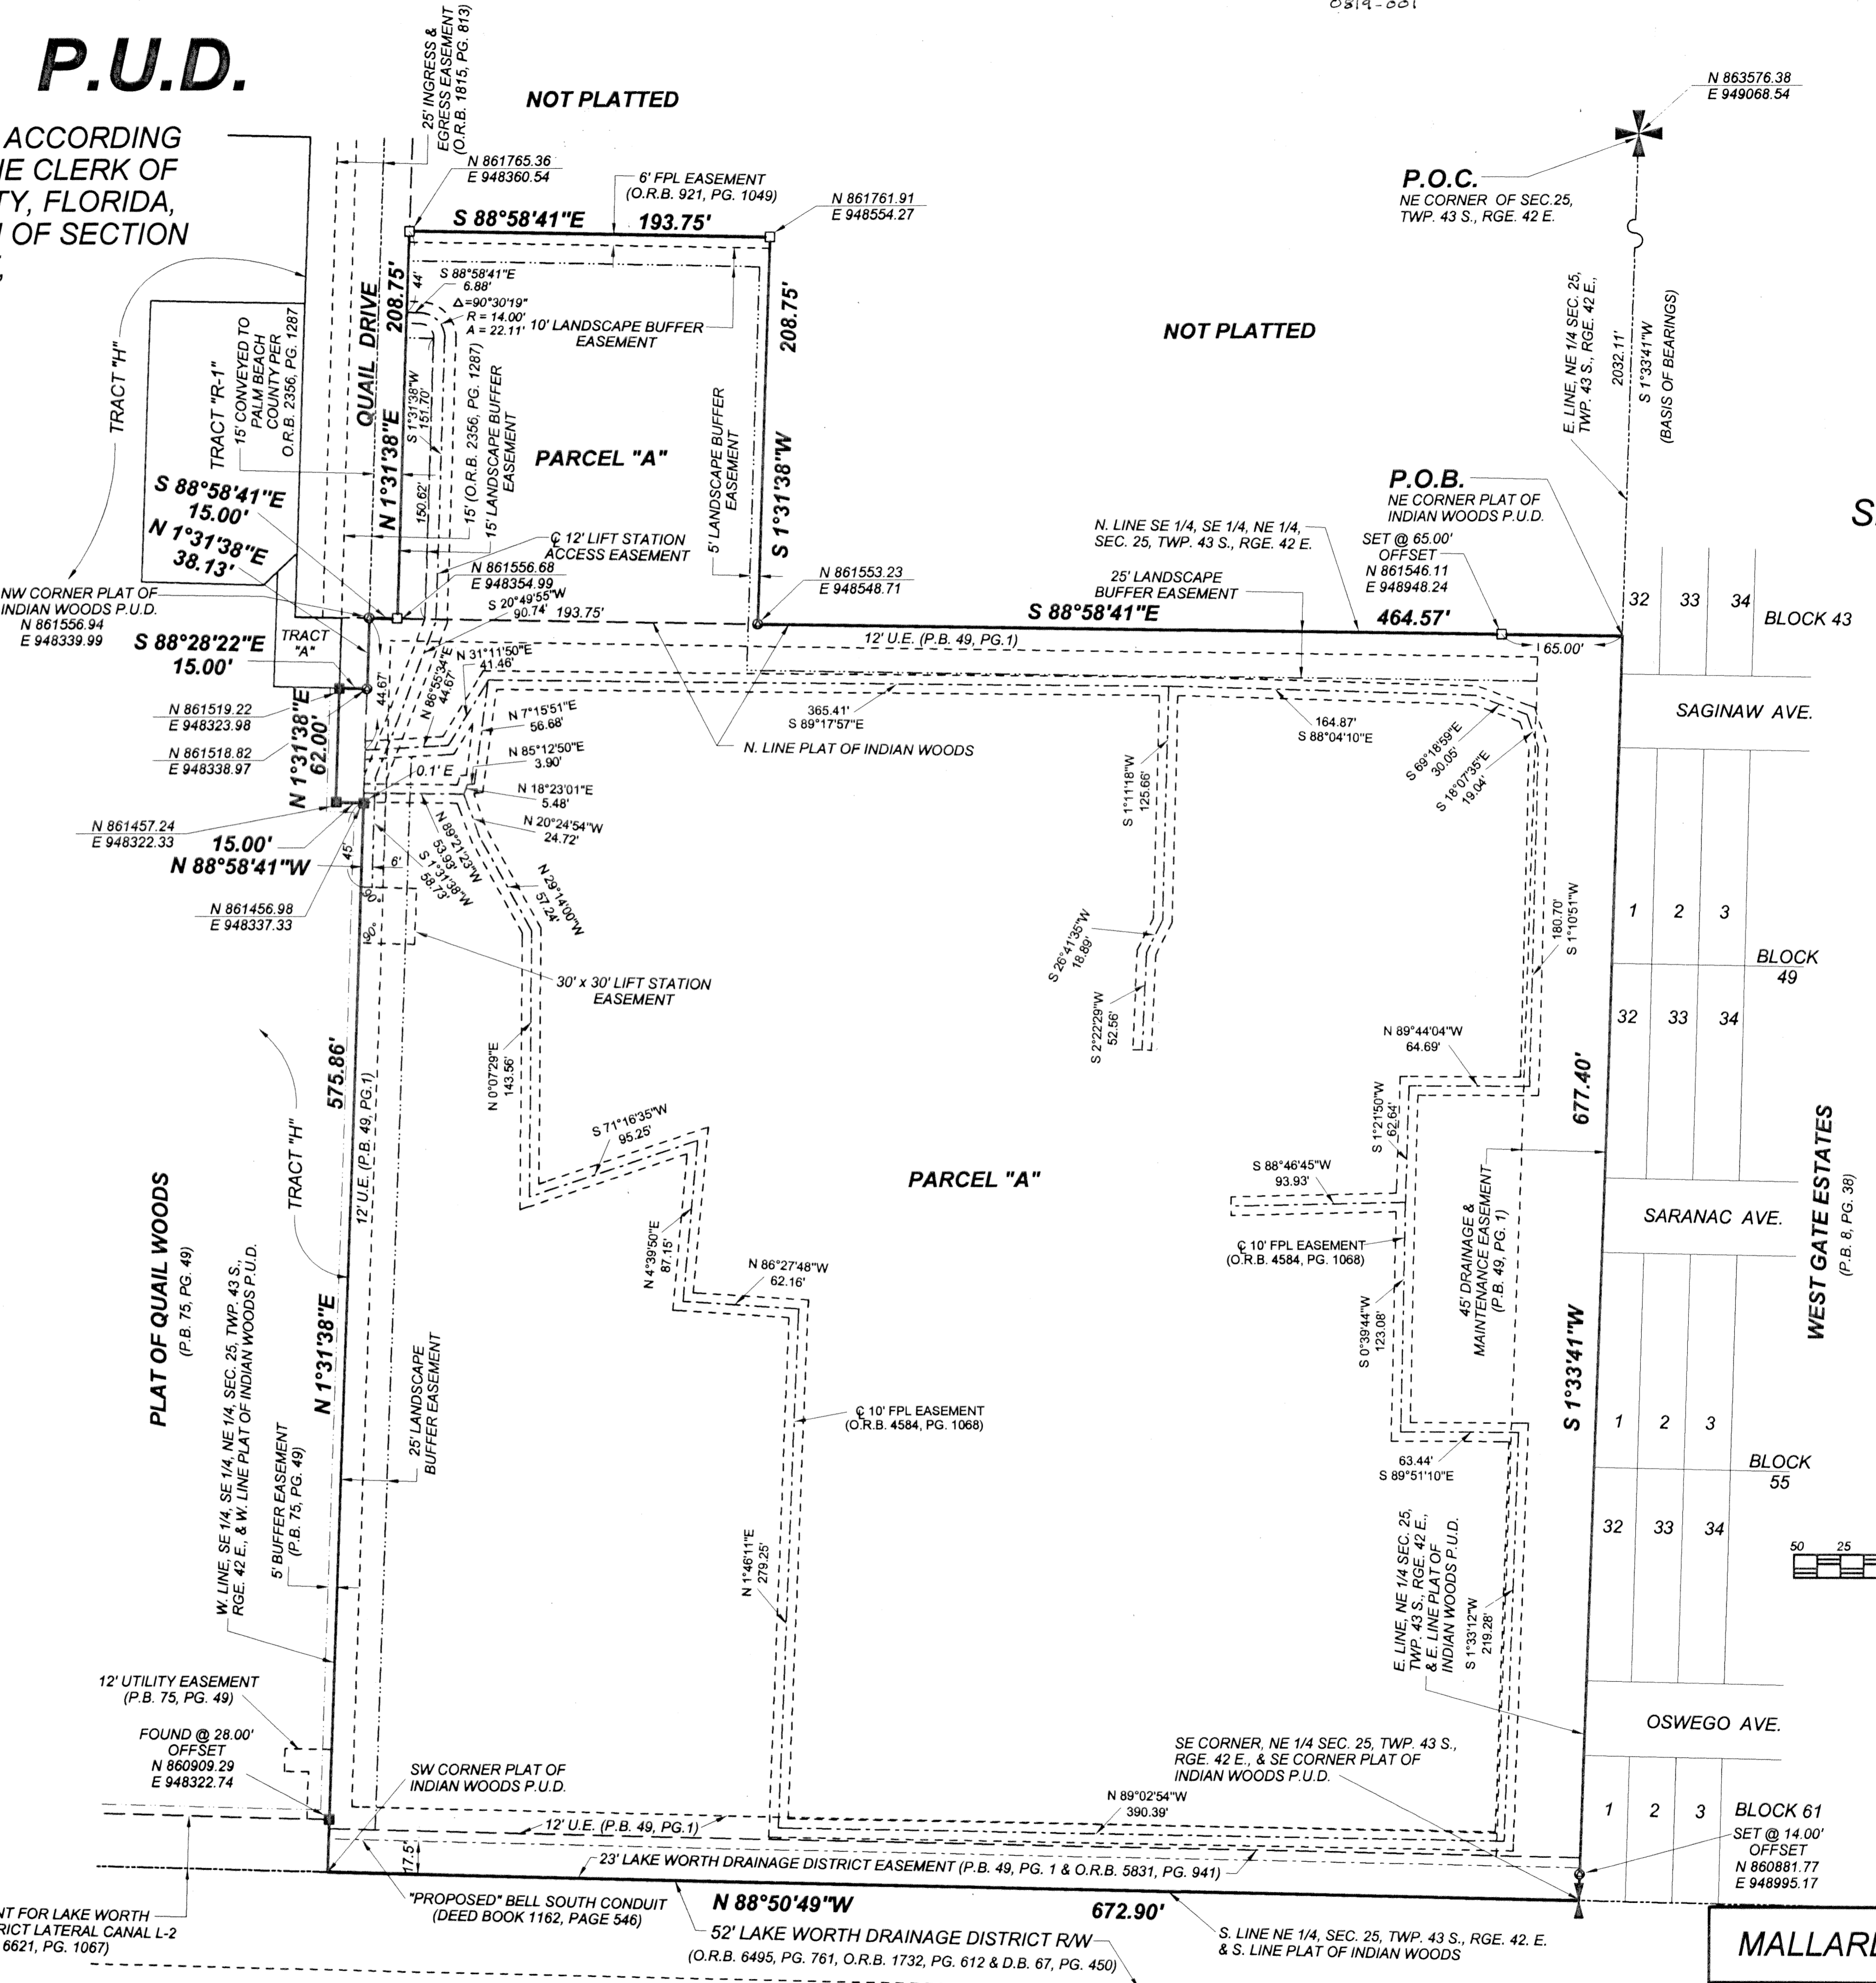 0819-001
P.U.D.
ACCORDING
IE CLERK OF
TY, FLORIDA,
OF SECTION
25' INGRESS &
EGRESS EASEMENT
(O.R.B. 1815, PG. 813)
NOT PLATTED
N 863576.38
E 949068.54
P.O.C.
NE CORNER OF SEC.25,
TWP. 43 S., RGE. 42 E.
N 861765.36
E 948360.54
6' FPL EASEMENT
(O.R.B. 921, PG. 1049)
N 861761.91
E 948554.27
S 88°58'41"E 193.75'
44'
S 88°58'41"E
6.88'
Δ=90°30'19"
R = 14.00'
A = 22.11'
10' LANDSCAPE BUFFER
EASEMENT
208.75'
QUAIL DRIVE
N 1°31'38"E
208.75'
S 1°31'38"W
NOT PLATTED
E. LINE, NE 1/4 SEC. 25,
TWP. 43 S., RGE. 42 E.,
2032.11'
S 1°33'41"W
(BASIS OF BEARINGS)
TRACT "H"
TRACT "R-1"
15' CONVEYED TO
PALM BEACH
COUNTY PER
O.R.B. 2356, PG. 1287
S 1°31'38"W
151.70'
150.62'
15' (O.R.B. 2356, PG. 1287)
15' LANDSCAPE BUFFER
EASEMENT
PARCEL "A"
5' LANDSCAPE BUFFER
EASEMENT
P.O.B.
NE CORNER PLAT OF
INDIAN WOODS P.U.D.
S 88°58'41"E
15.00'
N 1°31'38"E
38.13'
℄ 12' LIFT STATION
ACCESS EASEMENT
N. LINE SE 1/4, SE 1/4, NE 1/4,
SEC. 25, TWP. 43 S., RGE. 42 E.
SET @ 65.00'
OFFSET
N 861546.11
E 948948.24
NW CORNER PLAT OF
INDIAN WOODS P.U.D.
N 861556.94
E 948339.99
N 861556.68
E 948354.99
S 20°49'55"W
90.74'
193.75'
N 861553.23
E 948548.71
25' LANDSCAPE
BUFFER EASEMENT
S 88°58'41"E 464.57'
12' U.E. (P.B. 49, PG.1)
65.00'
32 33 34
BLOCK 43
TRACT
"A"
S 88°28'22"E
15.00'
44.67'
N 86°55'34"E
44.67'
N 31°11'50"E
41.46'
N 861519.22
E 948323.98
N 861518.82
E 948338.97
N 1°31'38"E
62.00'
0.1' E
N 7°15'51"E
56.68'
N 85°12'50"E
3.90'
N 18°23'01"E
5.48'
N 20°24'54"W
24.72'
365.41'
S 89°17'57"E
N. LINE PLAT OF INDIAN WOODS
164.87'
S 88°04'10"E
S 69°18'59"E
30.05'
S 18°07'35"E
19.04'
SAGINAW AVE.
N 861457.24
E 948322.33
15.00'
N 88°58'41"W
45'
6'
N 89°21'23"W
53.93'
S 1°31'38"W
58.73'
N 29°14'00"W
57.24'
S 1°11'18"W
125.66'
N 861456.98
E 948337.33
90°
90°
30' x 30' LIFT STATION
EASEMENT
S 26°41'35"W
18.89'
S 2°22'29"W
52.56'
180.70'
S 1°10'51"W
1 2 3
BLOCK
49
32 33 34
N 0°07'29"E
143.56'
575.86'
12' U.E. (P.B. 49, PG.1)
TRACT "H"
N 89°44'04"W
64.69'
677.40'
S 71°16'35"W
95.25'
S 1°21'50"W
62.64'
PARCEL "A"
S 88°46'45"W
93.93'
45' DRAINAGE &
MAINTENANCE EASEMENT
(P.B. 49, PG. 1)
SARANAC AVE.
WEST GATE ESTATES
(P.B. 8, PG. 38)
PLAT OF QUAIL WOODS
(P.B. 75, PG. 49)
N 4°39'50"E
87.15'
N 86°27'48"W
62.16'
℄ 10' FPL EASEMENT
(O.R.B. 4584, PG. 1068)
S 0°39'44"W
123.08'
N 1°31'38"E
W. LINE, SE 1/4, SE 1/4, NE 1/4, SEC. 25, TWP. 43 S.,
RGE. 42 E., & W. LINE PLAT OF INDIAN WOODS P.U.D.
25' LANDSCAPE
BUFFER EASEMENT
℄ 10' FPL EASEMENT
(O.R.B. 4584, PG. 1068)
S 1°33'41"W
1 2 3
BLOCK
55
32 33 34
63.44'
S 89°51'10"E
5' BUFFER EASEMENT
(P.B. 75, PG. 49)
N 1°46'11"E
279.25'
E. LINE, NE 1/4 SEC. 25,
TWP. 43 S., RGE. 42 E.,
& E. LINE PLAT OF
INDIAN WOODS P.U.D.
S 1°33'12"W
219.28'
50 25
12' UTILITY EASEMENT
(P.B. 75, PG. 49)
FOUND @ 28.00'
OFFSET
N 860909.29
E 948322.74
SW CORNER PLAT OF
INDIAN WOODS P.U.D.
SE CORNER, NE 1/4 SEC. 25, TWP. 43 S.,
RGE. 42 E., & SE CORNER PLAT OF
INDIAN WOODS P.U.D.
OSWEGO AVE.
N 89°02'54"W
390.39'
1 2 3
BLOCK 61
SET @ 14.00'
OFFSET
N 860881.77
E 948995.17
12' U.E. (P.B. 49, PG.1)
17.5'
23' LAKE WORTH DRAINAGE DISTRICT EASEMENT (P.B. 49, PG. 1 & O.R.B. 5831, PG. 941)
"PROPOSED" BELL SOUTH CONDUIT
(DEED BOOK 1162, PAGE 546)
N 88°50'49"W 672.90'
52' LAKE WORTH DRAINAGE DISTRICT R/W
(O.R.B. 6495, PG. 761, O.R.B. 1732, PG. 612 & D.B. 67, PG. 450)
S. LINE NE 1/4, SEC. 25, TWP. 43 S., RGE. 42. E.
& S. LINE PLAT OF INDIAN WOODS
NT FOR LAKE WORTH
RICT LATERAL CANAL L-2
6621, PG. 1067)
MALLARD